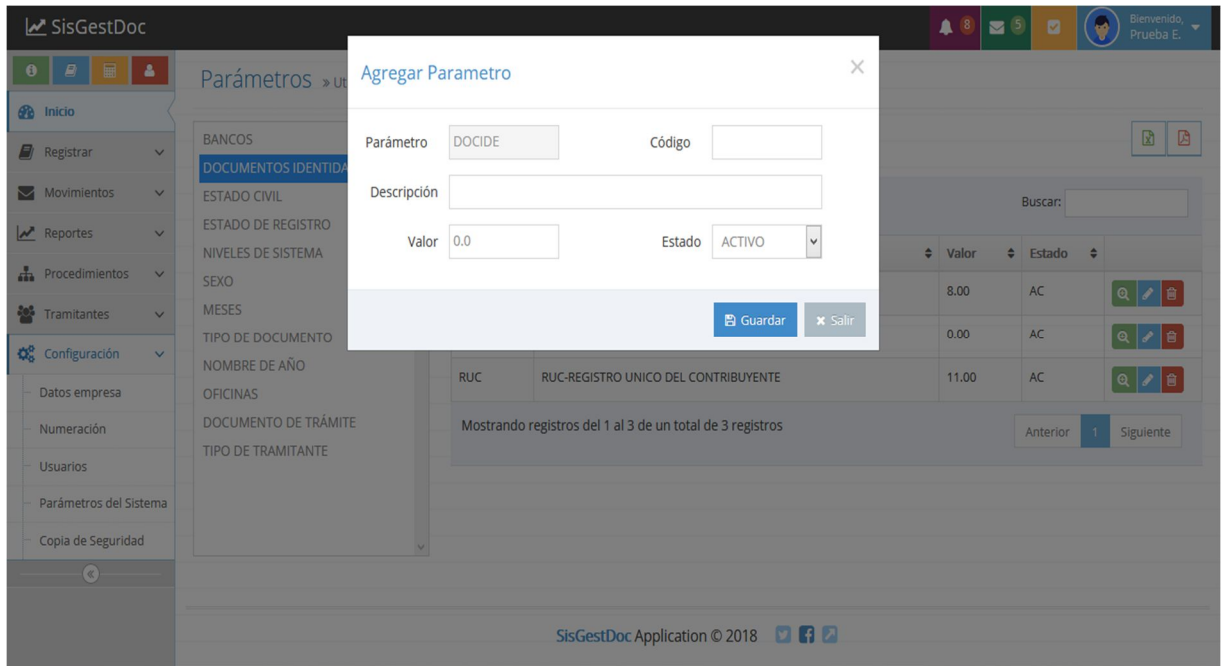 SisGestDoc
8
5
Bienvenido,
Prueba E.
Inicio
Registrar
Movimientos
Reportes
Procedimientos
Tramitantes
Configuración
Datos empresa
Numeración
Usuarios
Parámetros del Sistema
Copia de Seguridad
Parámetros » Ut
BANCOS
DOCUMENTOS IDENTIDA
ESTADO CIVIL
ESTADO DE REGISTRO
NIVELES DE SISTEMA
SEXO
MESES
TIPO DE DOCUMENTO
NOMBRE DE AÑO
OFICINAS
DOCUMENTO DE TRÁMITE
TIPO DE TRAMITANTE
Agregar Parametro
Parámetro DOCIDE Código
Descripción
Valor 0.0 Estado ACTIVO
Guardar Salir
Buscar:
Valor Estado
8.00 AC
0.00 AC
RUC RUC-REGISTRO UNICO DEL CONTRIBUYENTE 11.00 AC
Mostrando registros del 1 al 3 de un total de 3 registros
Anterior 1 Siguiente
SisGestDoc Application © 2018